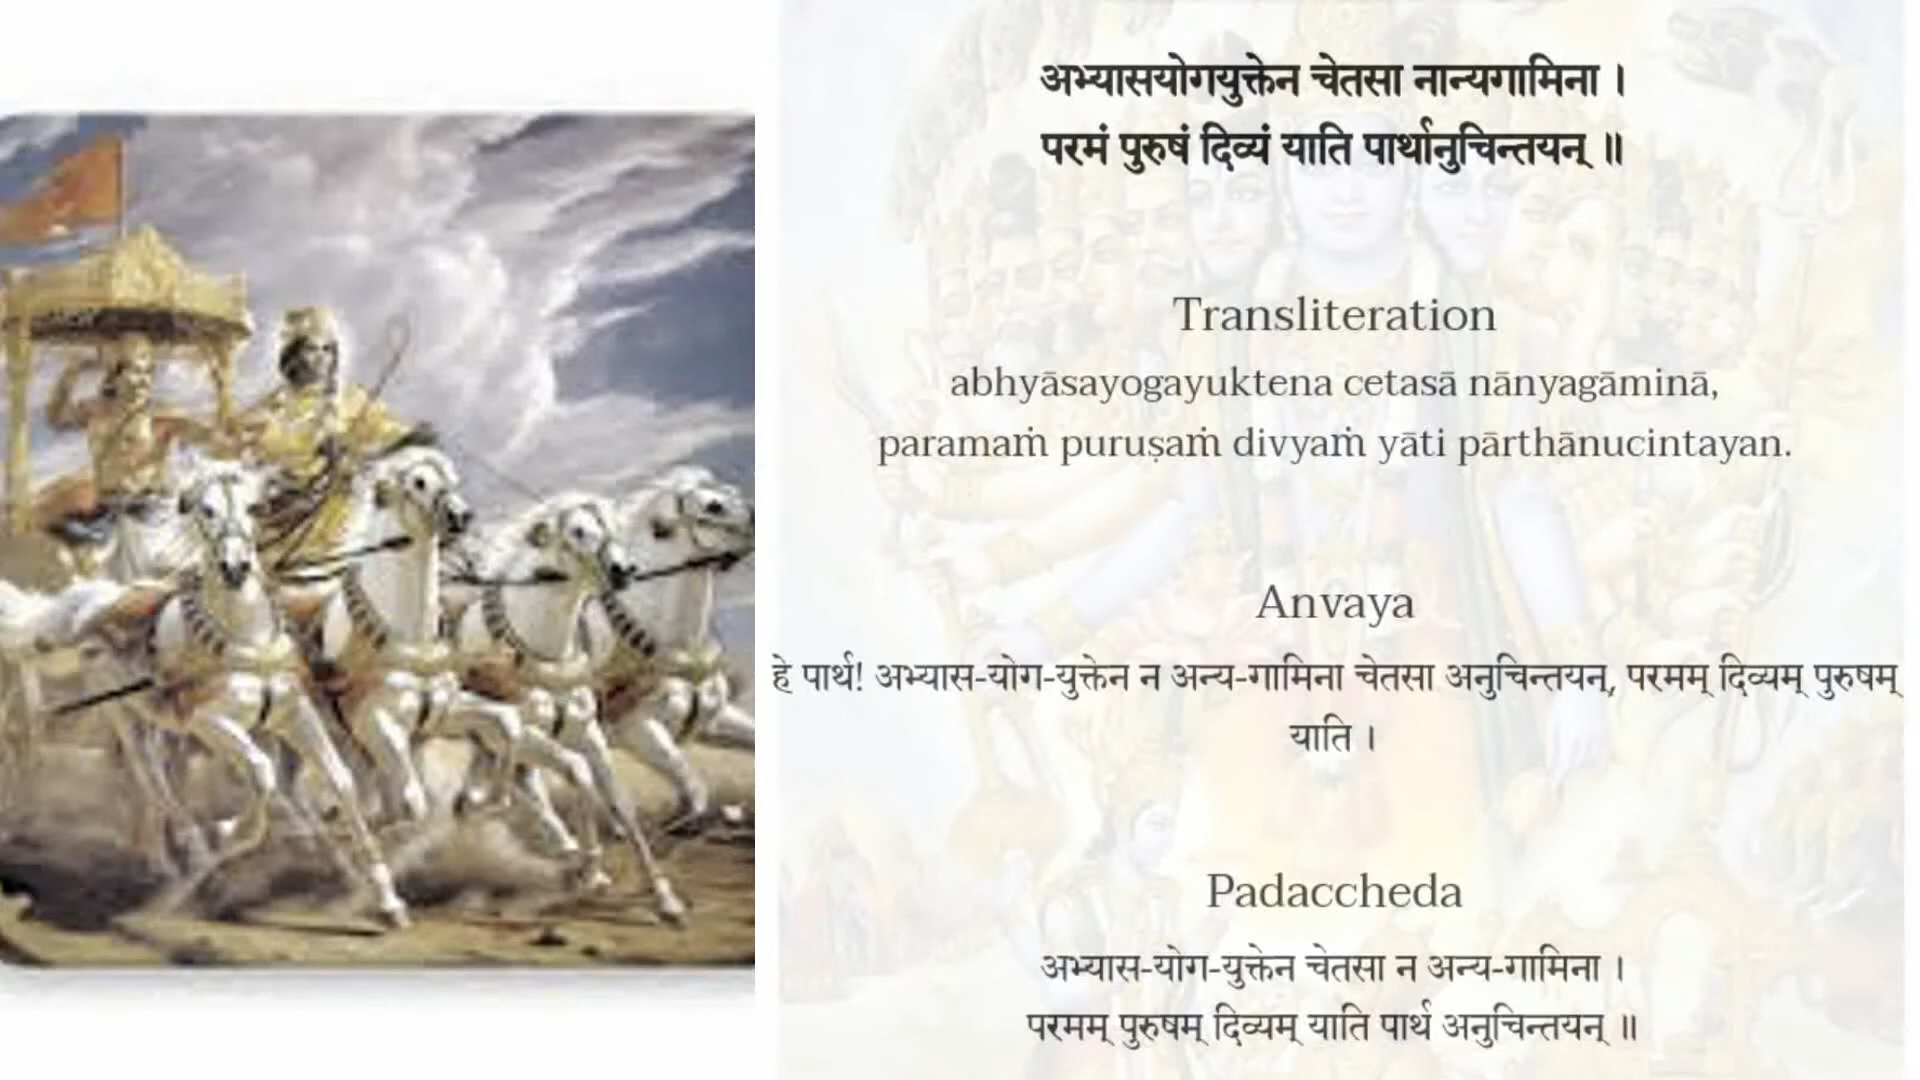 अभ्यासयोगयुक्तेन चेतसा नान्यगामिना ।
परमं पुरुषं दिव्यं याति पार्थानुचिन्तयन् ॥
Transliteration
abhyāsayogayuktena cetasā nānyagāminā,
paramaṁ puruṣaṁ divyaṁ yāti pārthānucintayan.
Anvaya
हे पार्थ! अभ्यास-योग-युक्तेन न अन्य-गामिना चेतसा अनुचिन्तयन्, परमम् दिव्यम् पुरुषम्
याति ।
Padaccheda
अभ्यास-योग-युक्तेन चेतसा न अन्य-गामिना ।
परमम् पुरुषम् दिव्यम् याति पार्थ अनुचिन्तयन् ॥